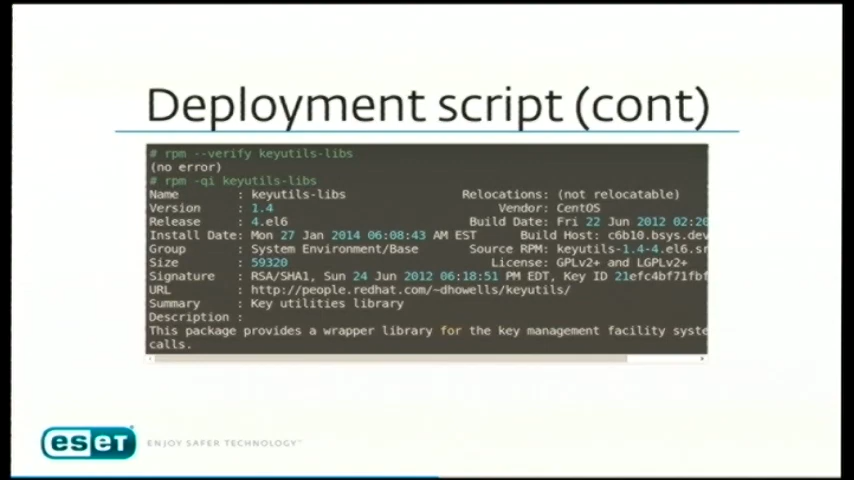 Deployment script (cont)
# rpm --verify keyutils-libs
(no error)
# rpm -qi keyutils-libs
Name : keyutils-libs Relocations: (not relocatable)
Version : 1.4 Vendor: CentOS
Release : 4.el6 Build Date: Fri 22 Jun 2012 02:20
Install Date: Mon 27 Jan 2014 06:08:43 AM EST Build Host: c6b10.bsys.dev
Group : System Environment/Base Source RPM: keyutils-1.4-4.el6.sr
Size : 59320 License: GPLv2+ and LGPLv2+
Signature : RSA/SHA1, Sun 24 Jun 2012 06:18:51 PM EDT, Key ID 21efc4bf71fbf
URL : http://people.redhat.com/~dhowells/keyutils/
Summary : Key utilities library
Description :
This package provides a wrapper library for the key management facility syste
calls.
eset ENJOY SAFER TECHNOLOGY™